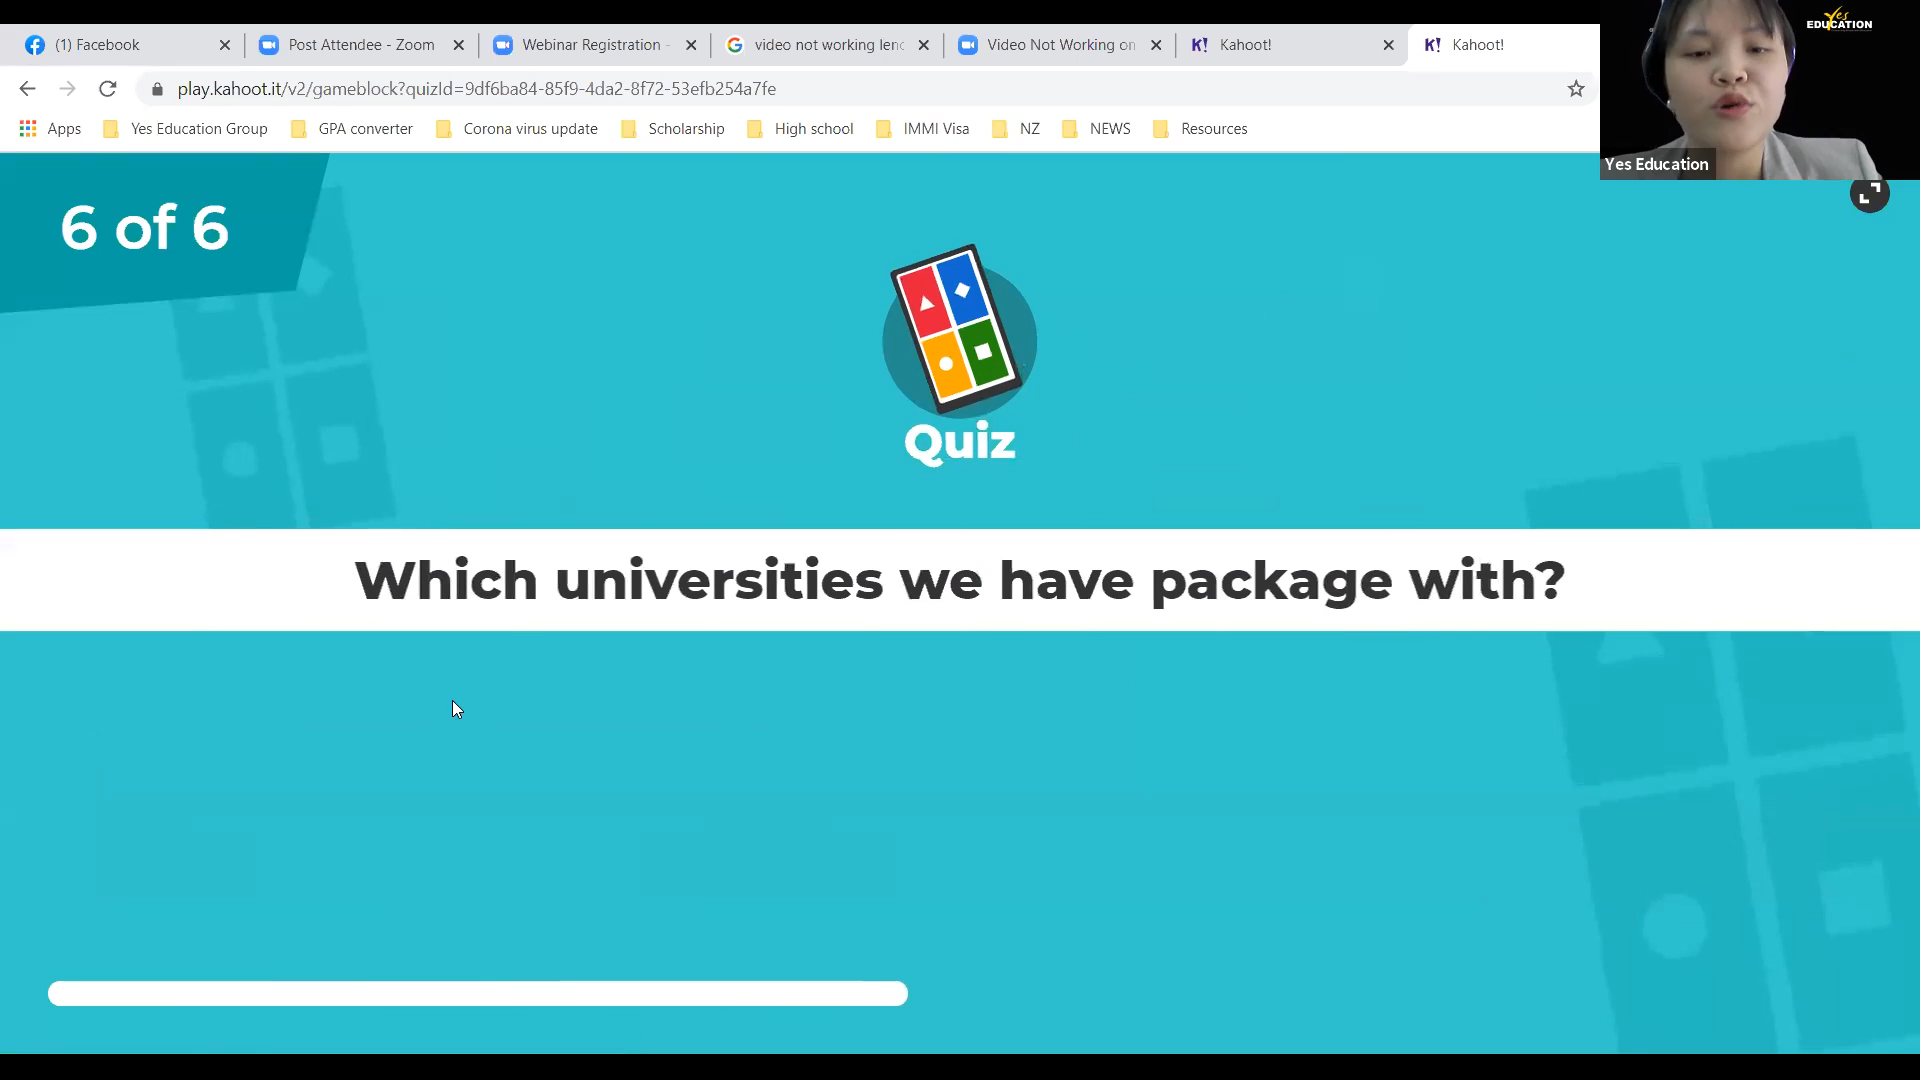 (1) Facebook
Post Attendee - Zoom
Webinar Registration -
video not working leno
Video Not Working on
Kahoot!
Kahoot!
Yes
EDUCATION
play.kahoot.it/v2/gameblock?quizId=9df6ba84-85f9-4da2-8f72-53efb254a7fe
Apps
Yes Education Group
GPA converter
Corona virus update
Scholarship
High school
IMMI Visa
NZ
NEWS
Resources
Yes Education
6 of 6
Quiz
Which universities we have package with?